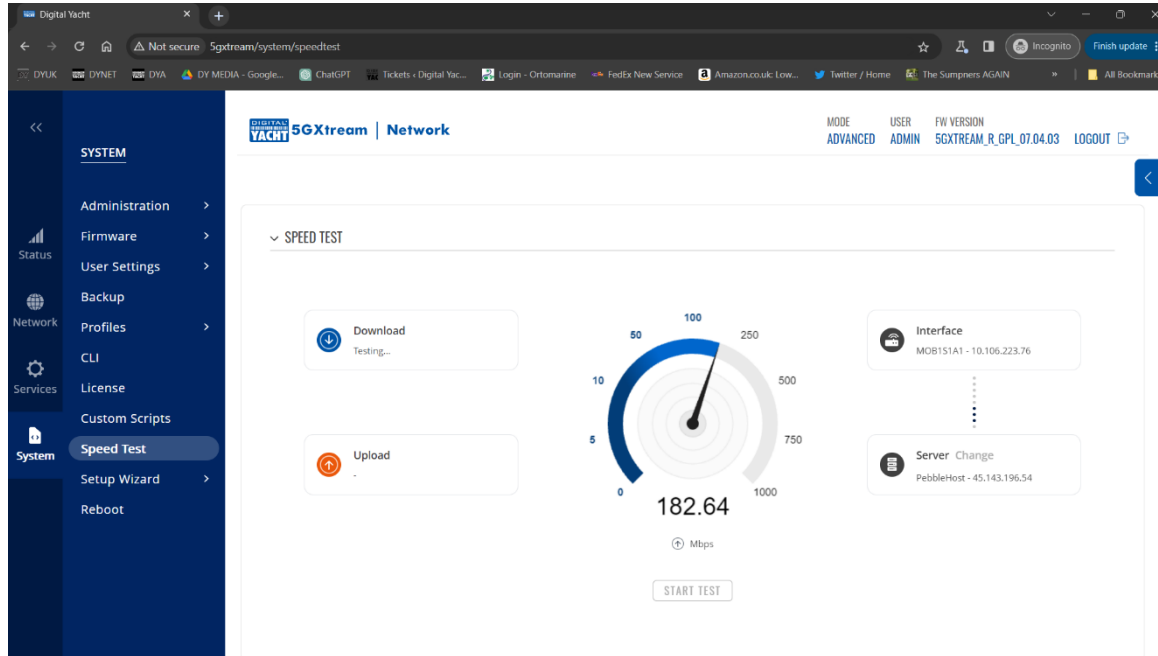 Digital Yacht
Not secure 5gxtream/system/speedtest
Incognito
Finish update
DYUK DYNET DYA DY MEDIA - Google... ChatGPT Tickets ‹ Digital Yac... Login - Ortomarine FedEx New Service Amazon.co.uk: Low... Twitter / Home The Sumpners AGAIN » All Bookmark
<<
SYSTEM
Administration
Firmware
User Settings
Backup
Profiles
CLI
License
Custom Scripts
Speed Test
Setup Wizard
Reboot
Status
Network
Services
System
DIGITAL
YACHT 5GXtream | Network
MODE USER FW VERSION
ADVANCED ADMIN 5GXTREAM_R_GPL_07.04.03 LOGOUT
SPEED TEST
Download
Testing...
Upload
-
0
5
10
50
100
250
500
750
1000
182.64
Mbps
START TEST
Interface
MOB1S1A1 - 10.106.223.76
Server Change
PebbleHost - 45.143.196.54